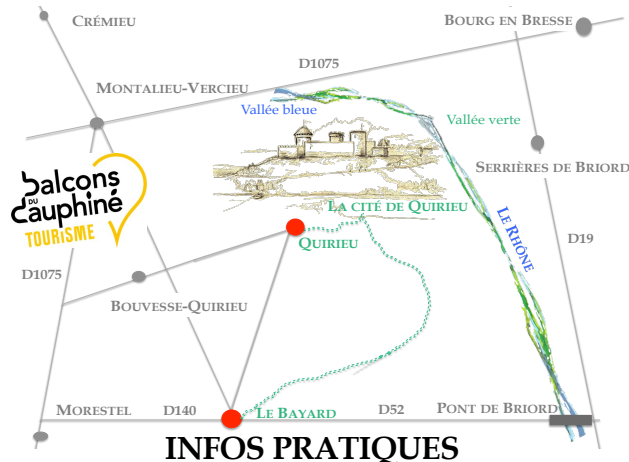 CRÉMIEU
BOURG EN BRESSE
D1075
MONTALIEU-VERCIEU
Vallée bleue
Vallée verte
balcons
DU
dauphiné
TOURISME
SERRIÈRES DE BRIORD
LA CITÉ DE QUIRIEU
LE RHÔNE
QUIRIEU
D19
D1075
BOUVESSE-QUIRIEU
MORESTEL
D140
LE BAYARD
D52
PONT DE BRIORD
INFOS PRATIQUES